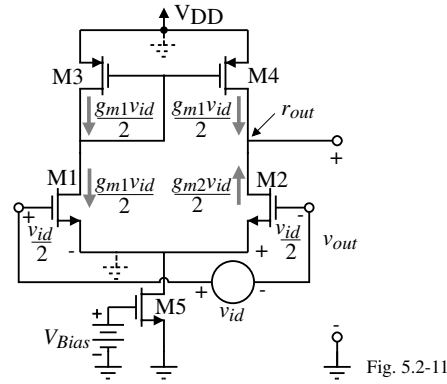 VDD
M3
M4
gm1vid
2
gm1vid
2
rout
+
M1
gm1vid
2
gm2vid
2
M2
+
vid
2
-
+
-
vid
2
vout
+
-
vid
M5
+
VBias
-
-
Fig. 5.2-11